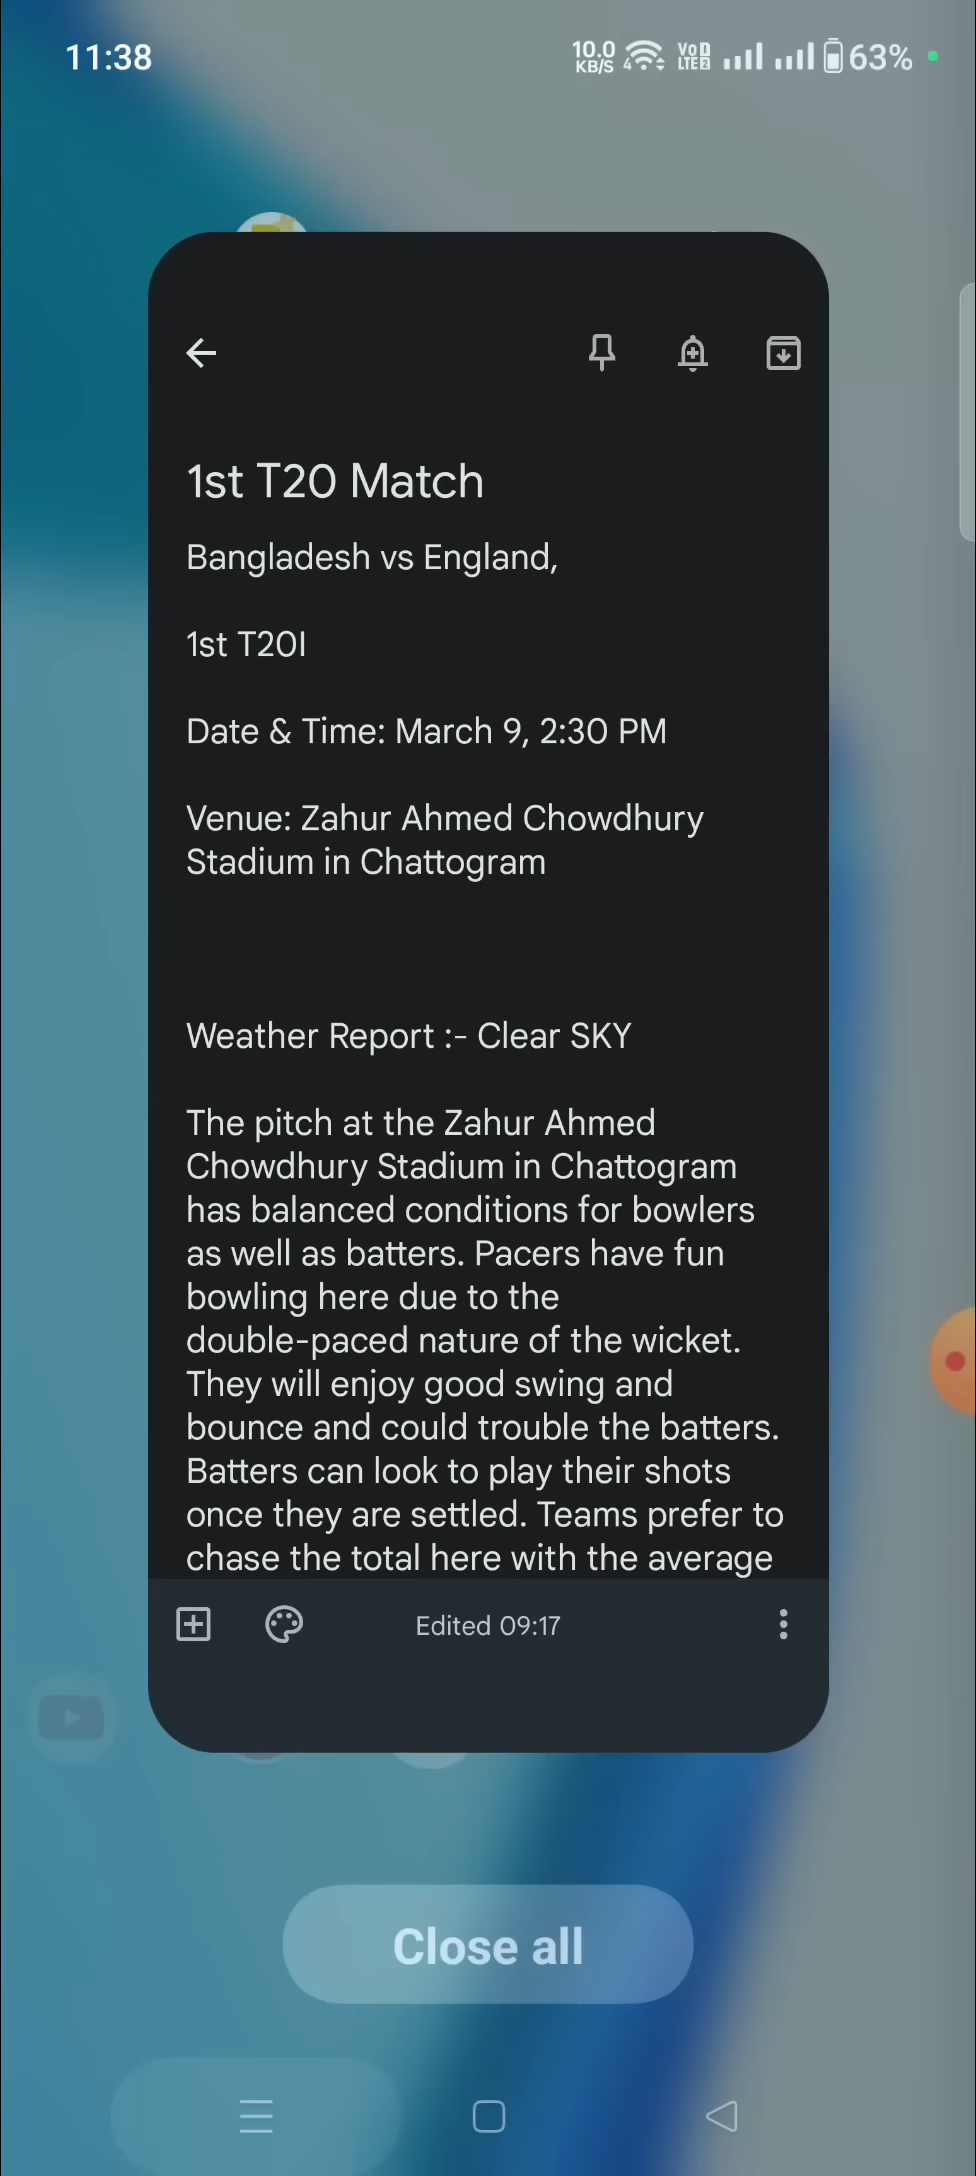 11:38
10.0
KB/S
4
Vo
LTE 2
63%
1st T20 Match
Bangladesh vs England,
1st T20I
Date & Time: March 9, 2:30 PM
Venue: Zahur Ahmed Chowdhury
Stadium in Chattogram
Weather Report :- Clear SKY
The pitch at the Zahur Ahmed
Chowdhury Stadium in Chattogram
has balanced conditions for bowlers
as well as batters. Pacers have fun
bowling here due to the
double-paced nature of the wicket.
They will enjoy good swing and
bounce and could trouble the batters.
Batters can look to play their shots
once they are settled. Teams prefer to
chase the total here with the average
Edited 09:17
Close all